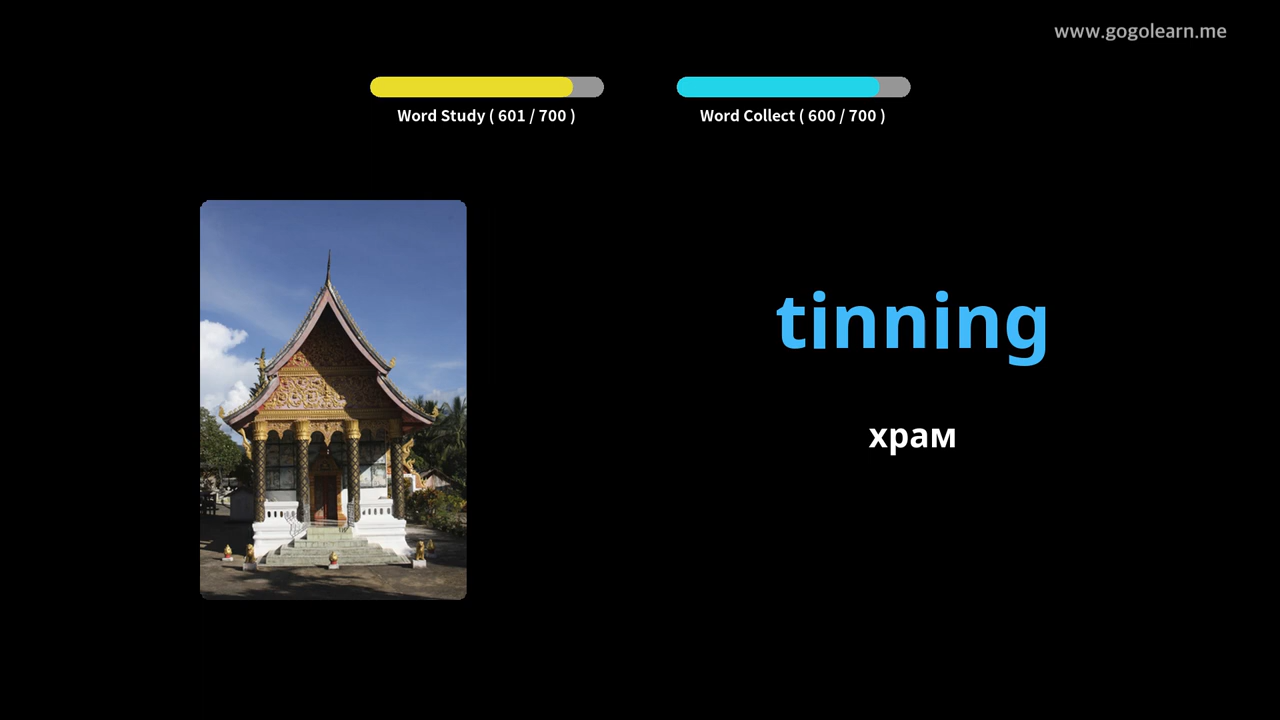 www.gogolearn.me
Word Study ( 601 / 700 )
Word Collect ( 600 / 700 )
tinning
храм